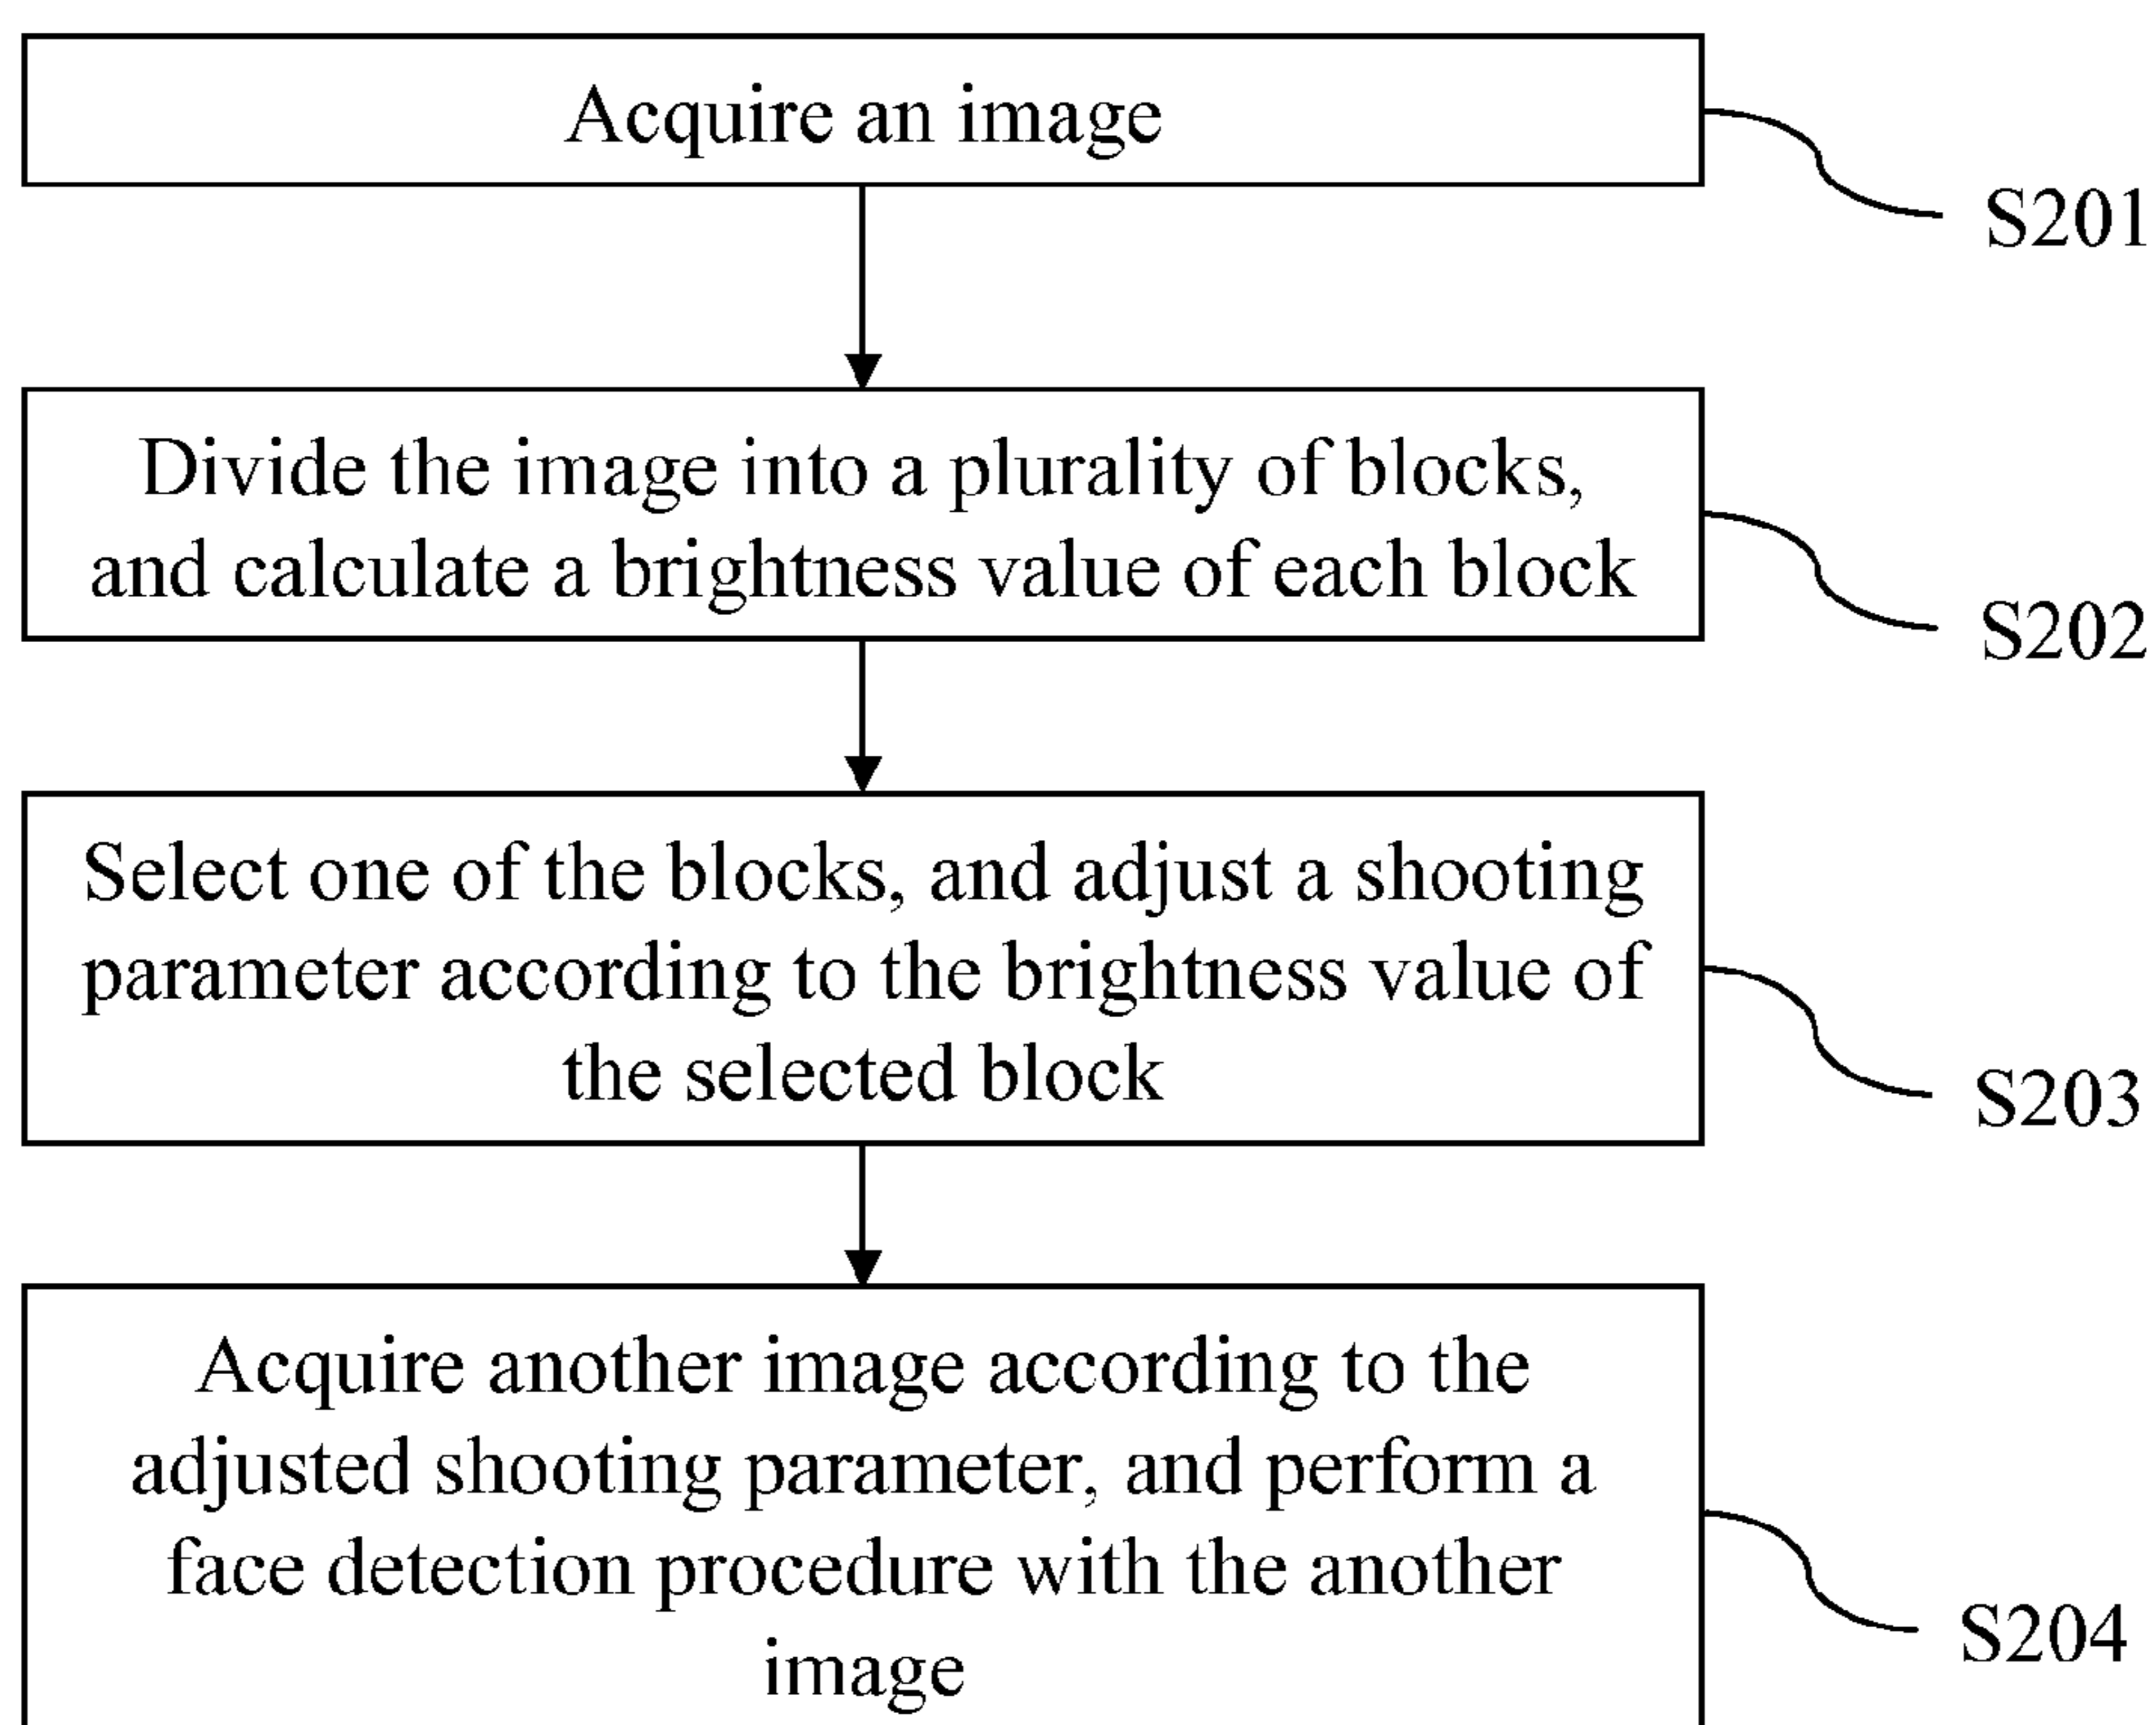 Acquire an image
S201
Divide the image into a plurality of blocks,
and calculate a brightness value of each block
S202
Select one of the blocks, and adjust a shooting
parameter according to the brightness value of
the selected block
S203
Acquire another image according to the
adjusted shooting parameter, and perform a
face detection procedure with the another
image
S204